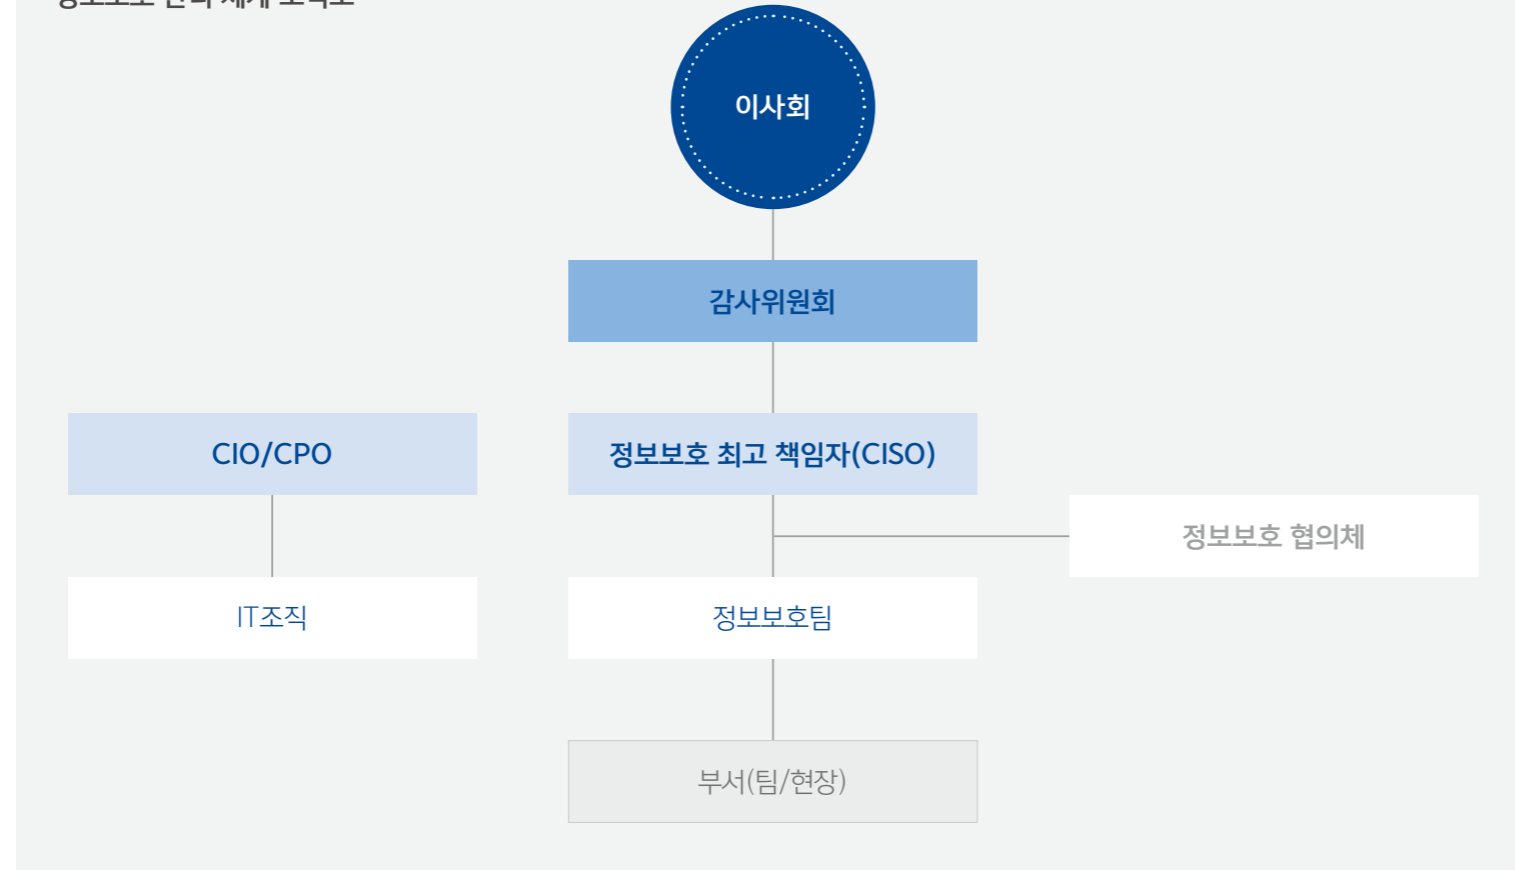 이사회
감사위원회
CIO/CPO
정보보호 최고 책임자(CISO)
정보보호 협의체
IT조직
정보보호팀
부서(팀/현장)